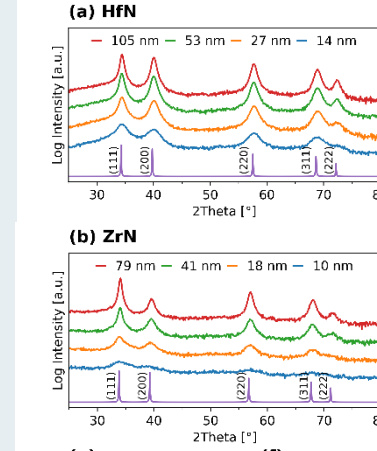 (a) HfN
105 nm 53 nm 27 nm 14 nm
Log Intensity [a.u.]
(111) (200) (220) (311) (222)
30 40 50 60 70 8
2Theta [°]
(b) ZrN
79 nm 41 nm 18 nm 10 nm
Log Intensity [a.u.]
(111) (200) (220) (311) (222)
30 40 50 60 70 8
2Theta [°]